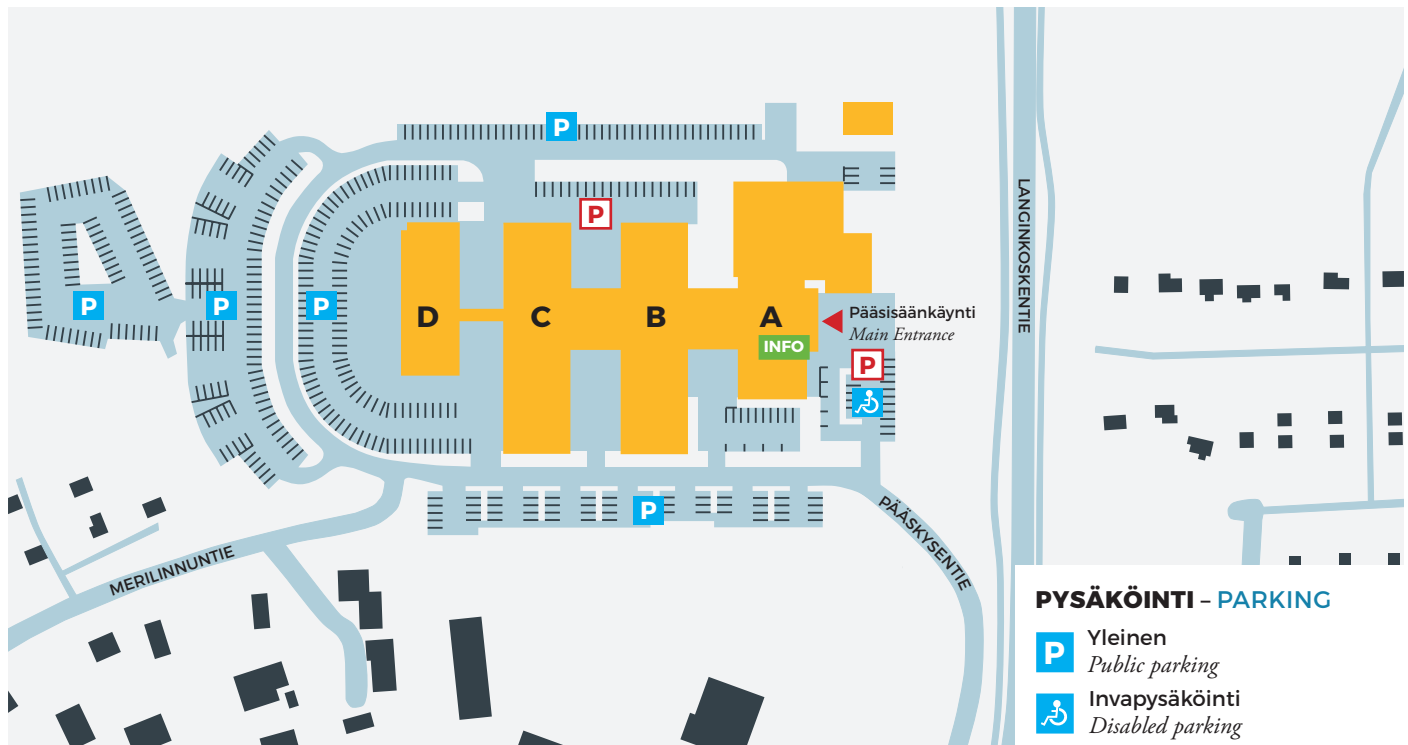 P
P
P
P
P
D
C
B
A
INFO
Pääsisäänkäynti
Main Entrance
P
LANGINKOSKENTIE
P
PÄÄSKYSENTIE
MERILINNUNTIE
PYSÄKÖINTI – PARKING
P
Yleinen
Public parking
Invapysäköinti
Disabled parking